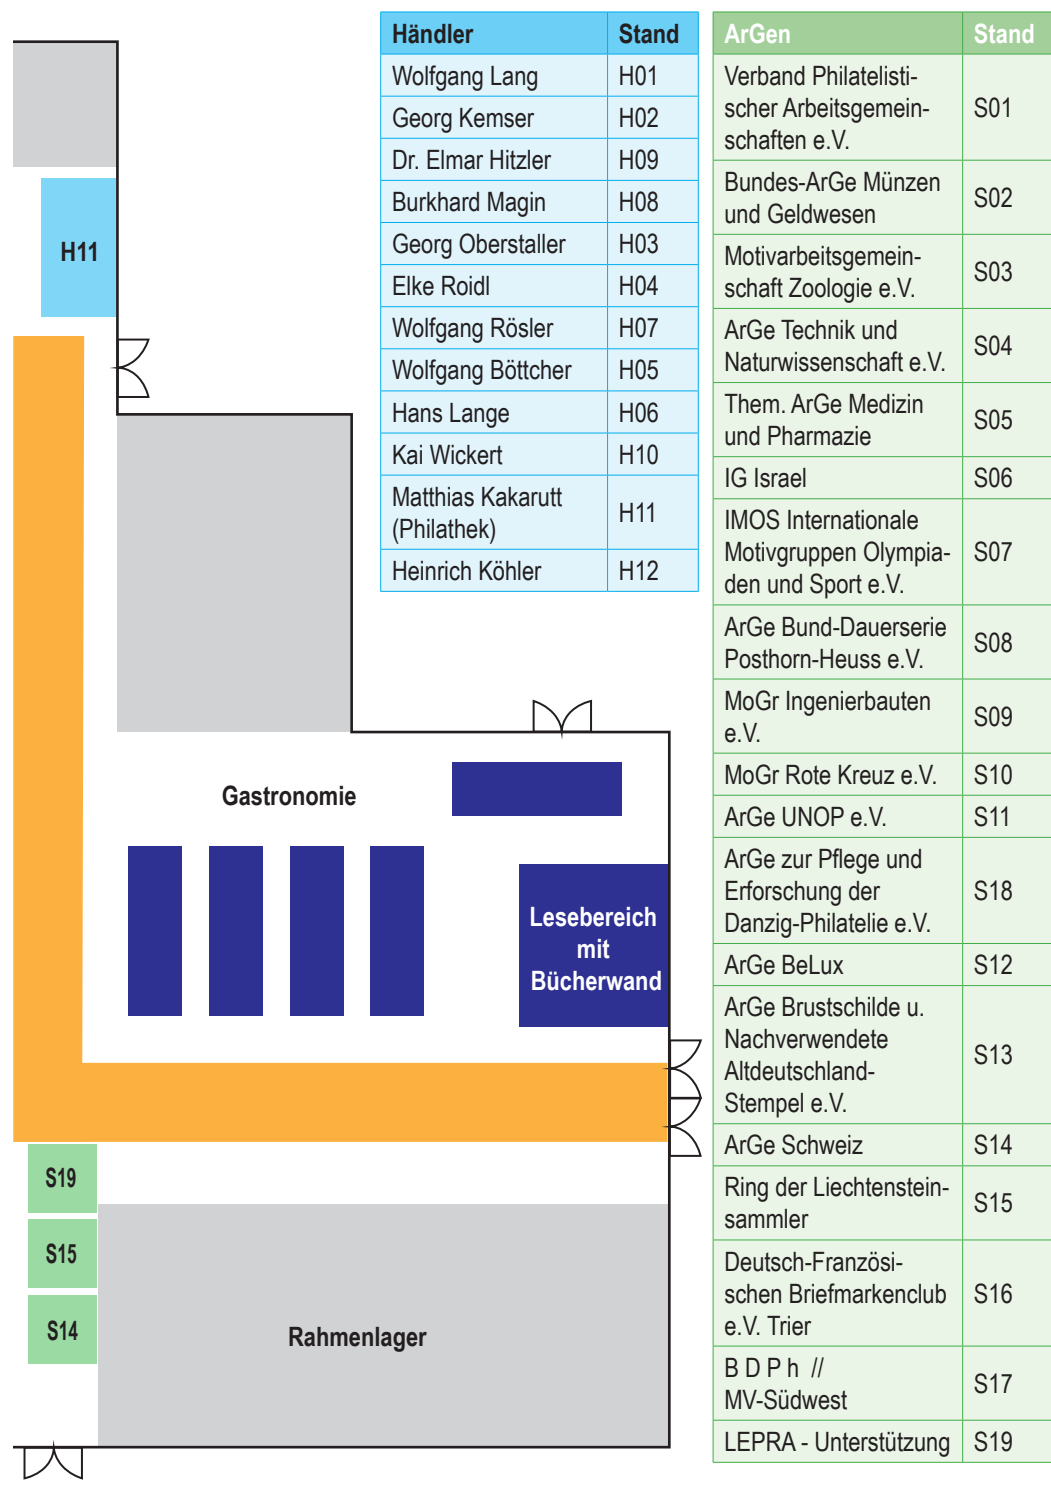 Händler Stand
Wolfgang Lang H01
Georg Kemser H02
Dr. Elmar Hitzler H09
Burkhard Magin H08
Georg Oberstaller H03
Elke Roidl H04
Wolfgang Rösler H07
Wolfgang Böttcher H05
Hans Lange H06
Kai Wickert H10
Matthias Kakarutt
(Philathek) H11
Heinrich Köhler H12
ArGen Stand
Verband Philatelisti-
scher Arbeitsgemein- S01
schaften e.V.
Bundes-ArGe Münzen
und Geldwesen S02
Motivarbeitsgemein-
schaft Zoologie e.V. S03
ArGe Technik und
Naturwissenschaft e.V. S04
Them. ArGe Medizin
und Pharmazie S05
IG Israel S06
IMOS Internationale
Motivgruppen Olympia- S07
den und Sport e.V.
ArGe Bund-Dauerserie
Posthorn-Heuss e.V. S08
MoGr Ingenierbauten
e.V. S09
MoGr Rote Kreuz e.V. S10
ArGe UNOP e.V. S11
ArGe zur Pflege und
Erforschung der S18
Danzig-Philatelie e.V.
ArGe BeLux S12
ArGe Brustschilde u.
Nachverwendete S13
Altdeutschland-
Stempel e.V.
ArGe Schweiz S14
Ring der Liechtenstein-
sammler S15
Deutsch-Französi-
schen Briefmarkenclub S16
e.V. Trier
B D P h //
MV-Südwest S17
LEPRA - Unterstützung S19
H11
Gastronomie
Lesebereich
mit
Bücherwand
S19
S15
S14
Rahmenlager